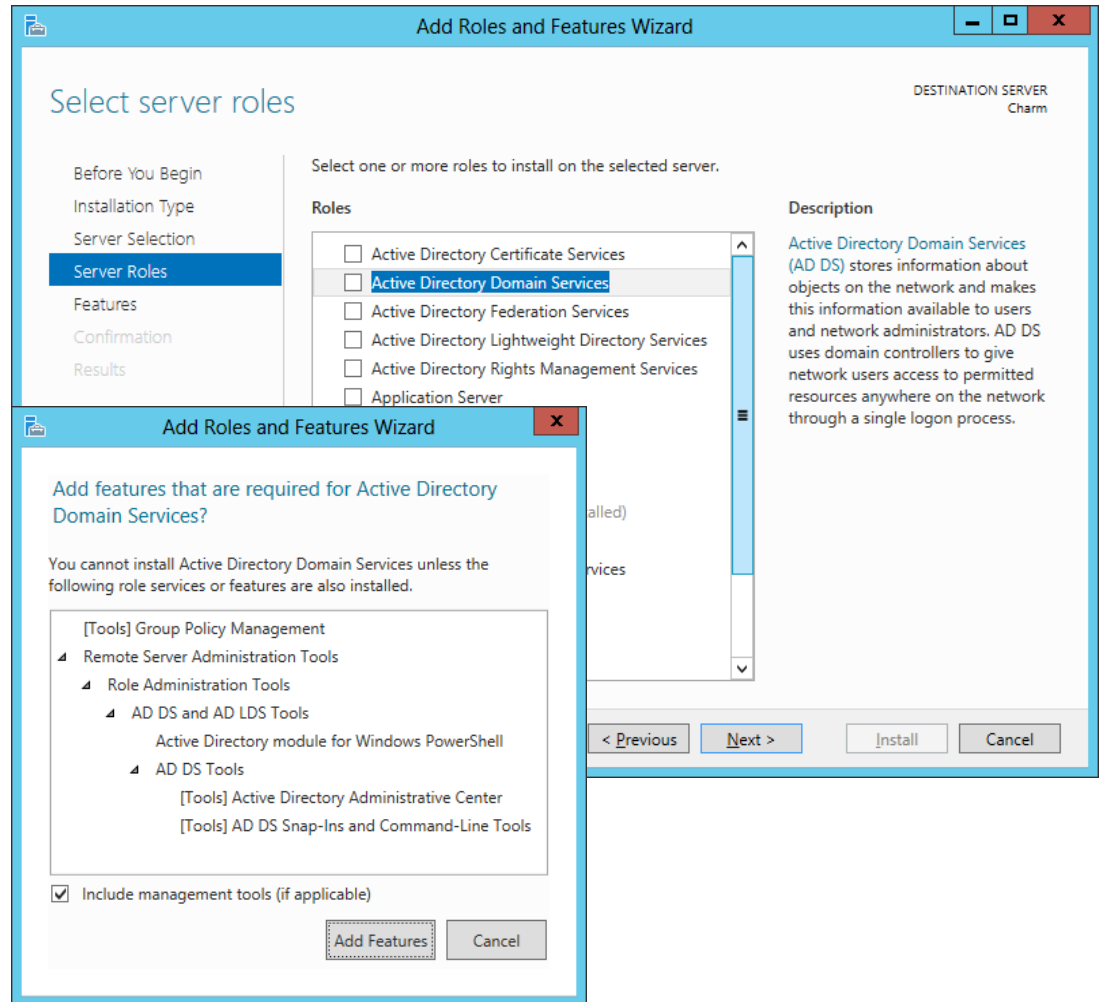 Add Roles and Features Wizard
Select server roles
DESTINATION SERVER
Charm
Before You Begin
Installation Type
Server Selection
Server Roles
Features
Confirmation
Results
Select one or more roles to install on the selected server.
Roles
Active Directory Certificate Services
Active Directory Domain Services
Active Directory Federation Services
Active Directory Lightweight Directory Services
Active Directory Rights Management Services
Application Server
alled)
rvices
Description
Active Directory Domain Services
(AD DS) stores information about
objects on the network and makes
this information available to users
and network administrators. AD DS
uses domain controllers to give
network users access to permitted
resources anywhere on the network
through a single logon process.
< Previous
Next >
Install
Cancel
Add Roles and Features Wizard
Add features that are required for Active Directory
Domain Services?
You cannot install Active Directory Domain Services unless the
following role services or features are also installed.
[Tools] Group Policy Management
Remote Server Administration Tools
Role Administration Tools
AD DS and AD LDS Tools
Active Directory module for Windows PowerShell
AD DS Tools
[Tools] Active Directory Administrative Center
[Tools] AD DS Snap-Ins and Command-Line Tools
Include management tools (if applicable)
Add Features
Cancel